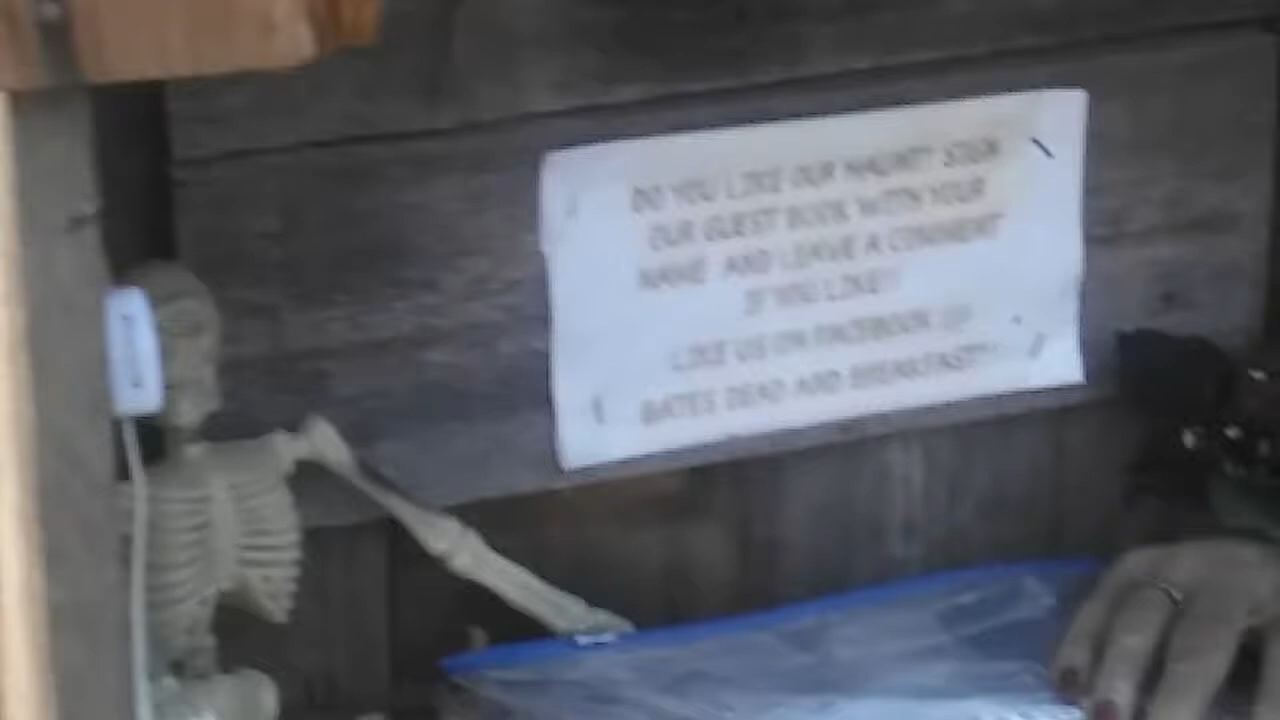 DO YOU LIKE OUR HAUNT? SIGN
OUR GUEST BOOK WITH YOUR
NAME AND LEAVE A COMMENT
IF YOU LIKE!!
LIKE US ON FACEBOOK @
BATES DEAD AND BREAKFAST"